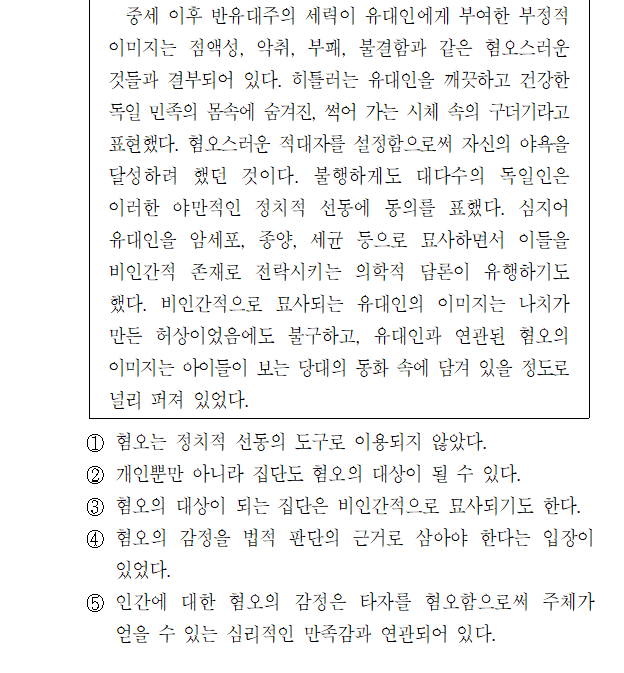 중세 이후 반유대주의 세력이 유대인에게 부여한 부정적
이미지는 점액성, 악취, 부패, 불결함과 같은 혐오스러운
것들과 결부되어 있다. 히틀러는 유대인을 깨끗하고 건강한
독일 민족의 몸속에 숨겨진, 썩어 가는 시체 속의 구더기라고
표현했다. 혐오스러운 적대자를 설정함으로써 자신의 야욕을
달성하려 했던 것이다. 불행하게도 대다수의 독일인은
이러한 야만적인 정치적 선동에 동의를 표했다. 심지어
유대인을 암세포, 종양, 세균 등으로 묘사하면서 이들을
비인간적 존재로 전락시키는 의학적 담론이 유행하기도
했다. 비인간적으로 묘사되는 유대인의 이미지는 나치가
만든 허상이었음에도 불구하고, 유대인과 연관된 혐오의
이미지는 아이들이 보는 당대의 동화 속에 담겨 있을 정도로
널리 퍼져 있었다.
① 혐오는 정치적 선동의 도구로 이용되지 않았다.
② 개인뿐만 아니라 집단도 혐오의 대상이 될 수 있다.
③ 혐오의 대상이 되는 집단은 비인간적으로 묘사되기도 한다.
④ 혐오의 감정을 법적 판단의 근거로 삼아야 한다는 입장이
있었다.
⑤ 인간에 대한 혐오의 감정은 타자를 혐오함으로써 주체가
얻을 수 있는 심리적인 만족감과 연관되어 있다.